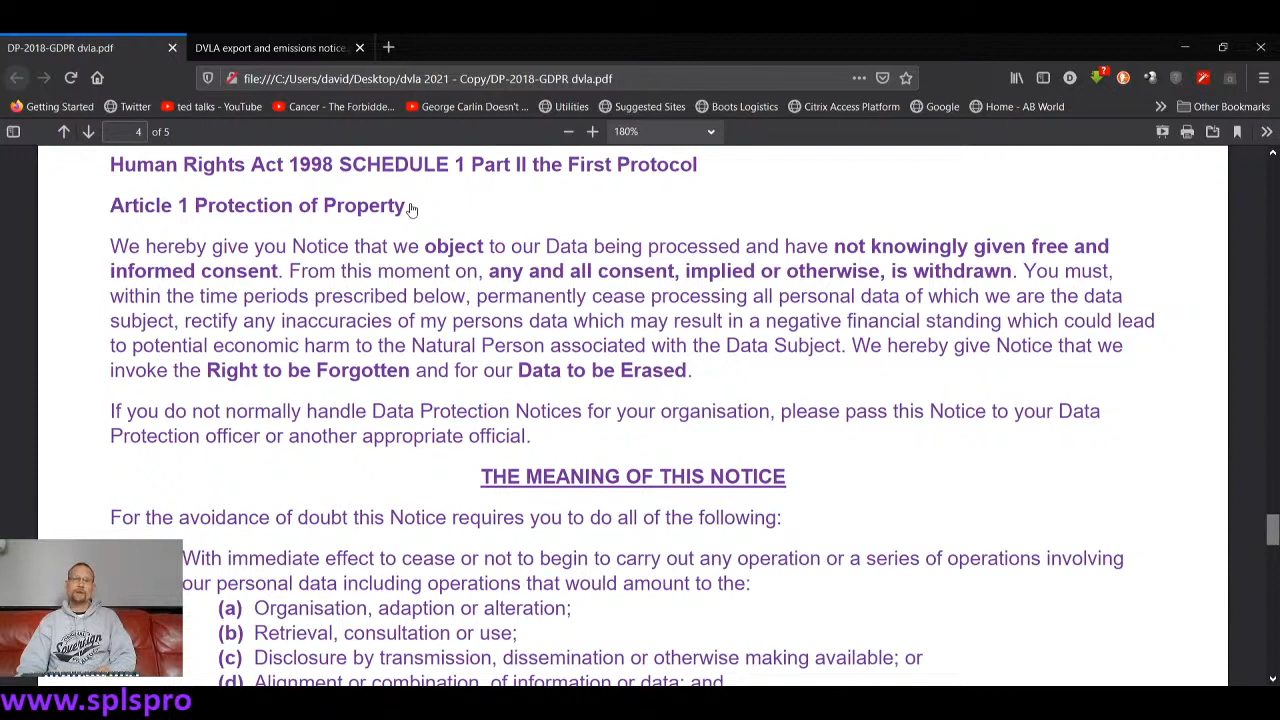 DP-2018-GDPR dvla.pdf
DVLA export and emissions notice
file:///C:/Users/david/Desktop/dvla 2021 - Copy/DP-2018-GDPR dvla.pdf
Getting Started
Twitter
ted talks - YouTube
Cancer - The Forbidde...
George Carlin Doesn't ...
Utilities
Suggested Sites
Boots Logistics
Citrix Access Platform
Google
Home - AB World
Other Bookmarks
4 of 5
180%
Human Rights Act 1998 SCHEDULE 1 Part II the First Protocol
Article 1 Protection of Property
We hereby give you Notice that we object to our Data being processed and have not knowingly given free and
informed consent. From this moment on, any and all consent, implied or otherwise, is withdrawn. You must,
within the time periods prescribed below, permanently cease processing all personal data of which we are the data
subject, rectify any inaccuracies of my persons data which may result in a negative financial standing which could lead
to potential economic harm to the Natural Person associated with the Data Subject. We hereby give Notice that we
invoke the Right to be Forgotten and for our Data to be Erased.
If you do not normally handle Data Protection Notices for your organisation, please pass this Notice to your Data
Protection officer or another appropriate official.
THE MEANING OF THIS NOTICE
For the avoidance of doubt this Notice requires you to do all of the following:
With immediate effect to cease or not to begin to carry out any operation or a series of operations involving
our personal data including operations that would amount to the:
(a) Organisation, adaption or alteration;
(b) Retrieval, consultation or use;
(c) Disclosure by transmission, dissemination or otherwise making available; or
(d) Alignment or combination, of information or data; and
Sovereign
www.splspro